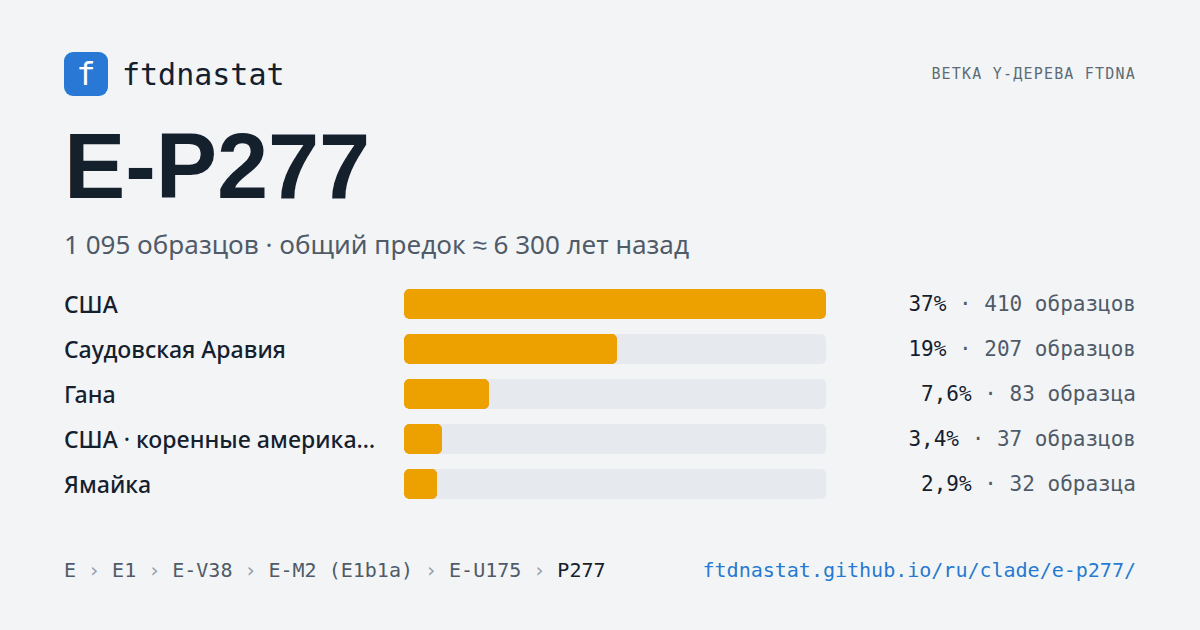 f ftdnastat
ВЕТКА Y-ДЕРЕВА FTDNA
E-P277
1 095 образцов · общий предок ≈ 6 300 лет назад
США 37% · 410 образцов
Саудовская Аравия 19% · 207 образцов
Гана 7,6% · 83 образца
США · коренные америка... 3,4% · 37 образцов
Ямайка 2,9% · 32 образца
E › E1 › E-V38 › E-M2 (E1b1a) › E-U175 › P277
ftdnastat.github.io/ru/clade/e-p277/